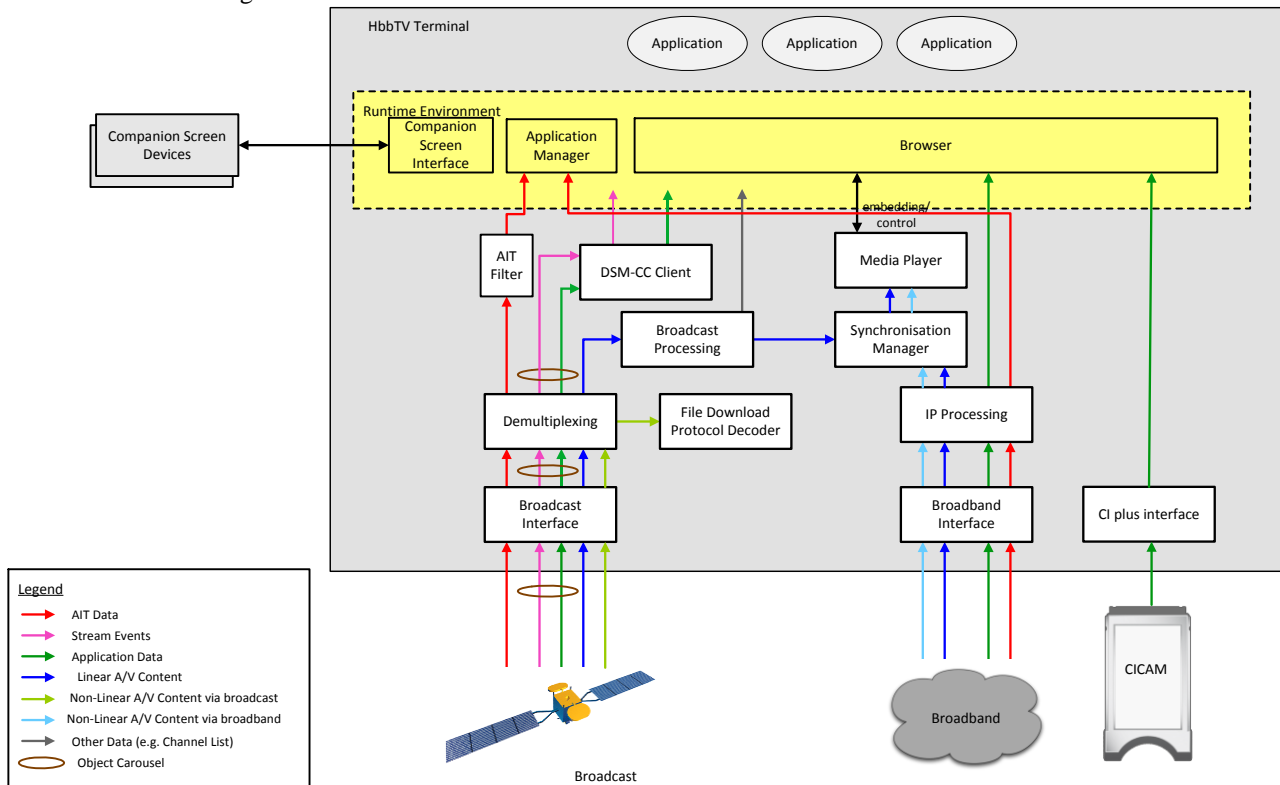 HbbTV Terminal
Application
Application
Application
Runtime Environment
Companion
Screen
Interface
Application
Manager
Browser
Companion Screen
Devices
embedding/
control
AIT
Filter
DSM-CC Client
Media Player
Broadcast
Processing
Synchronisation
Manager
Demultiplexing
File Download
Protocol Decoder
IP Processing
Broadcast
Interface
Broadband
Interface
CI plus interface
Legend
AIT Data
Stream Events
Application Data
Linear A/V Content
Non-Linear A/V Content via broadcast
Non-Linear A/V Content via broadband
Other Data (e.g. Channel List)
Object Carousel
Broadcast
Broadband
CICAM